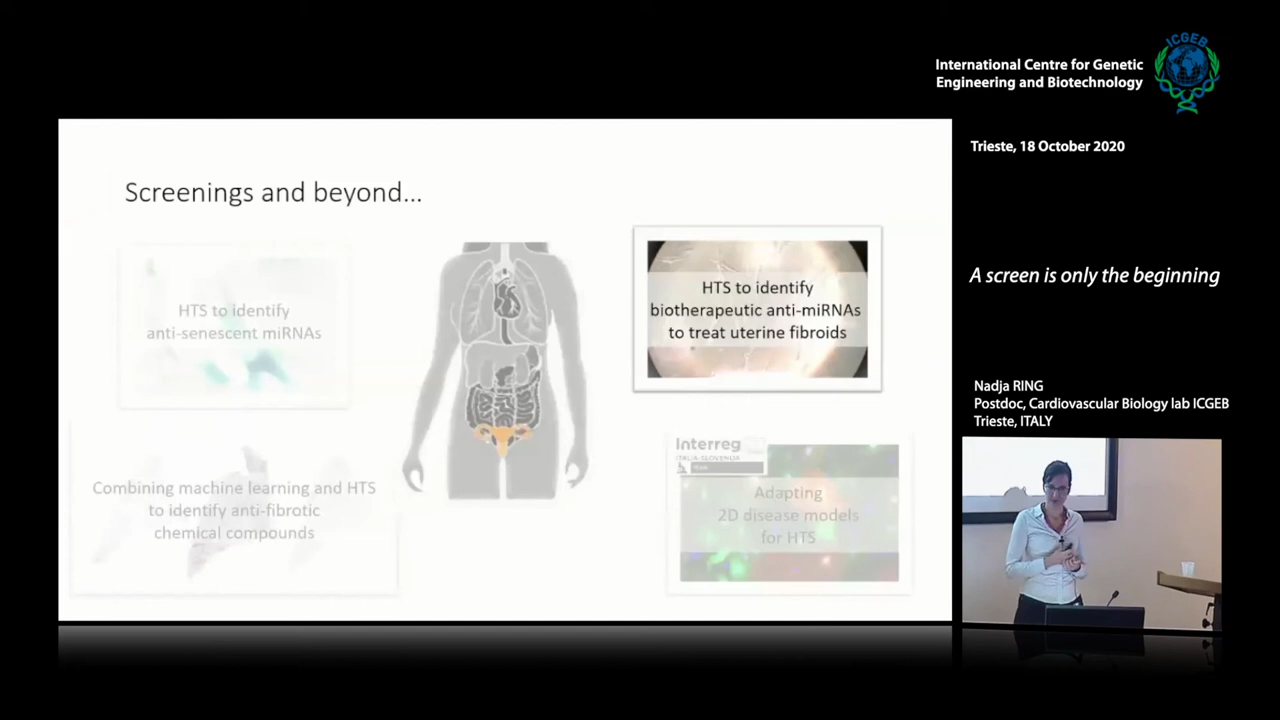 ICGEB
International Centre for Genetic
Engineering and Biotechnology
Trieste, 18 October 2020
Screenings and beyond...
HTS to identify
anti-senescent miRNAs
HTS to identify
biotherapeutic anti-miRNAs
to treat uterine fibroids
A screen is only the beginning
Combining machine learning and HTS
to identify anti-fibrotic
chemical compounds
Interreg
ITALIA-SLOVENIJA
Adapting
2D disease models
for HTS
Nadja RING
Postdoc, Cardiovascular Biology lab ICGEB
Trieste, ITALY